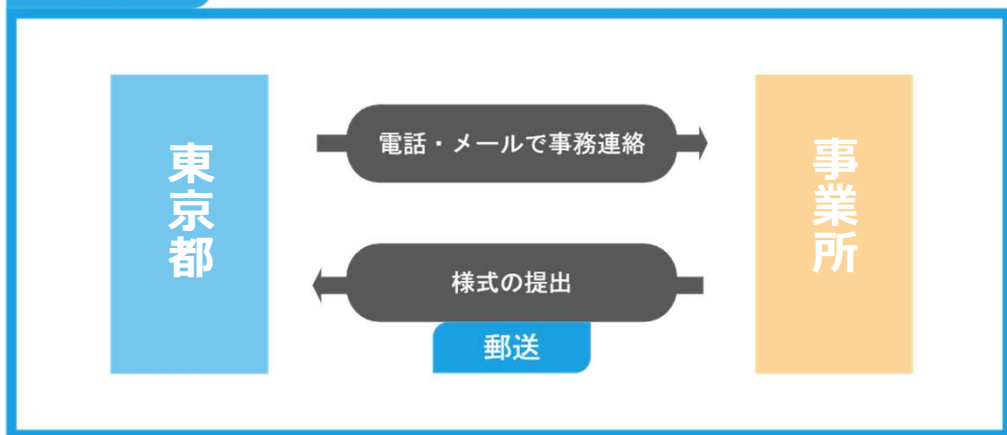 東京都
電話・メールで事務連絡
事業所
様式の提出
郵送